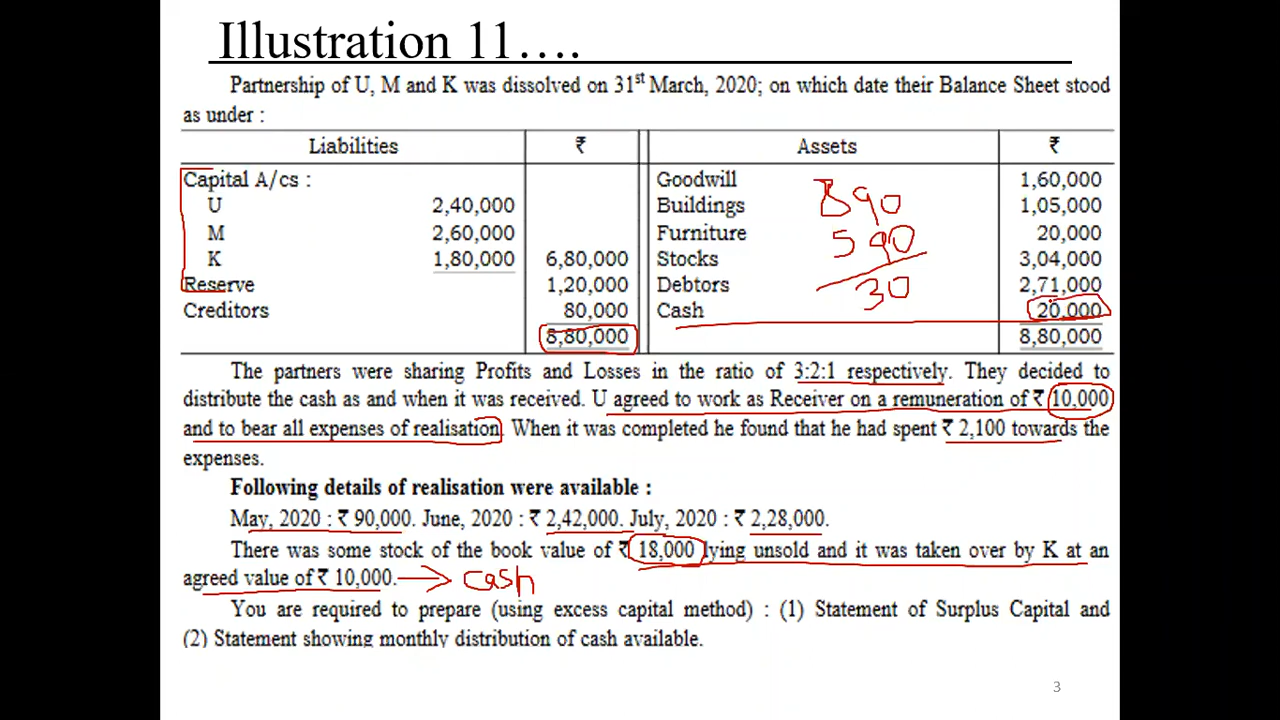 Illustration 11….
Partnership of U, M and K was dissolved on 31st March, 2020; on which date their Balance Sheet stood
as under :
Liabilities ₹ Assets ₹
Capital A/cs : Goodwill 1,60,000
U 2,40,000 Buildings 1,05,000
M 2,60,000 Furniture 20,000
K 1,80,000 6,80,000 Stocks 3,04,000
Reserve 1,20,000 Debtors 2,71,000
Creditors 80,000 Cash 20,000
8,80,000 8,80,000
890
590
30
The partners were sharing Profits and Losses in the ratio of 3:2:1 respectively. They decided to
distribute the cash as and when it was received. U agreed to work as Receiver on a remuneration of ₹ 10,000
and to bear all expenses of realisation. When it was completed he found that he had spent ₹ 2,100 towards the
expenses.
Following details of realisation were available :
May, 2020 : ₹ 90,000. June, 2020 : ₹ 2,42,000. July, 2020 : ₹ 2,28,000.
There was some stock of the book value of ₹ 18,000 lying unsold and it was taken over by K at an
agreed value of ₹ 10,000. → cash
You are required to prepare (using excess capital method) : (1) Statement of Surplus Capital and
(2) Statement showing monthly distribution of cash available.
3